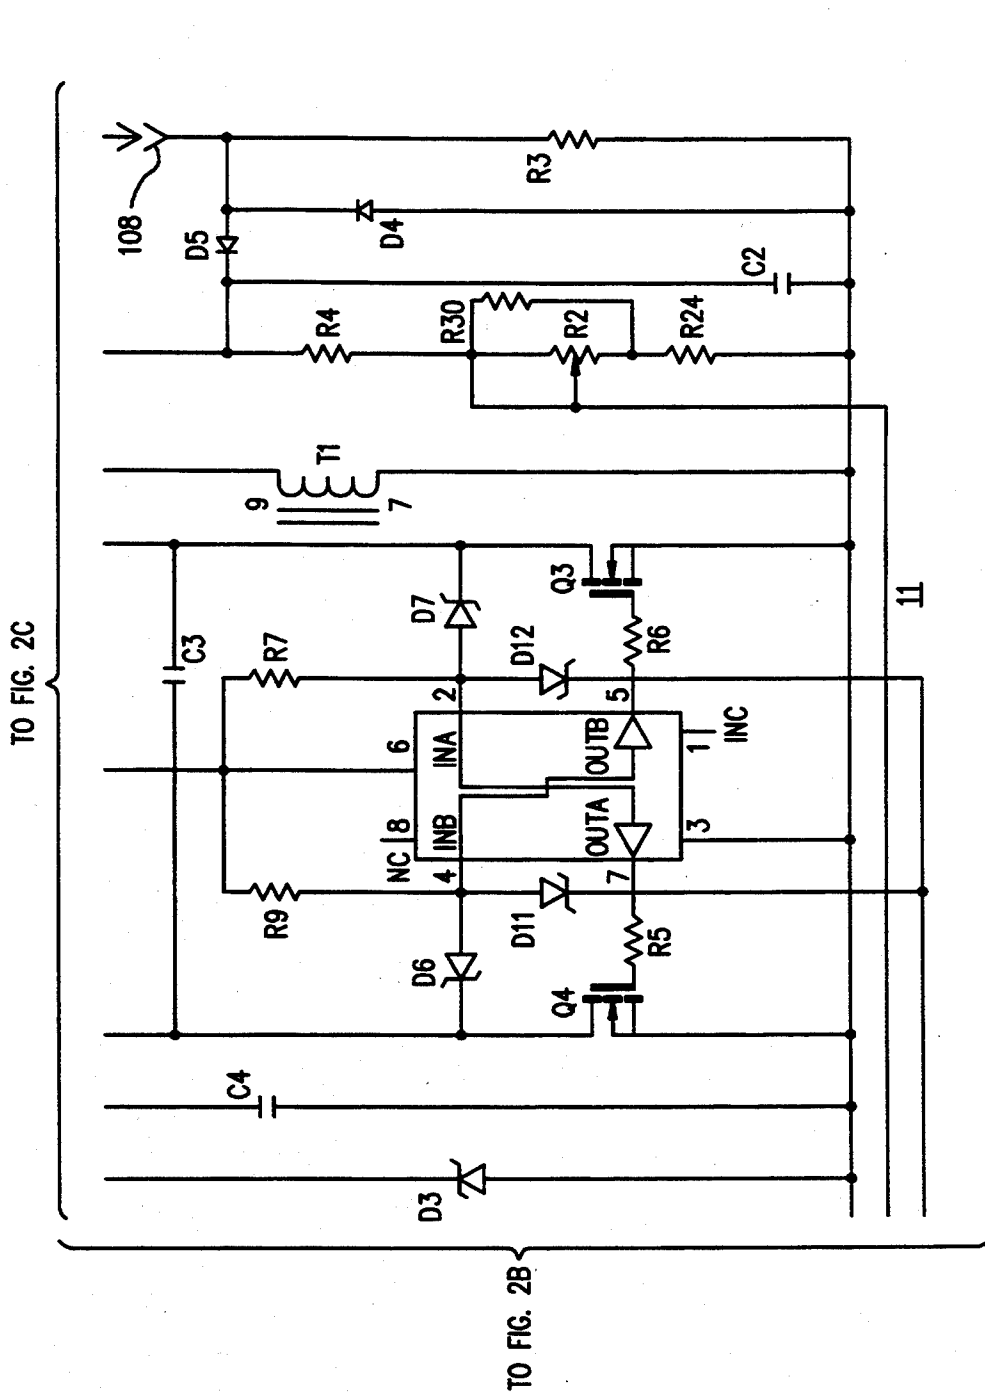 TO FIG. 2C
TO FIG. 2B
108
D5
D4
R3
C2
R4
R30
R2
R24
T1
9
7
C3
R7
D7
D12
Q3
R6
2
5
6
INA
OUTB
1
INC
8
NC
INB
OUTA
3
4
7
R9
D6
D11
R5
Q4
C4
D3
11